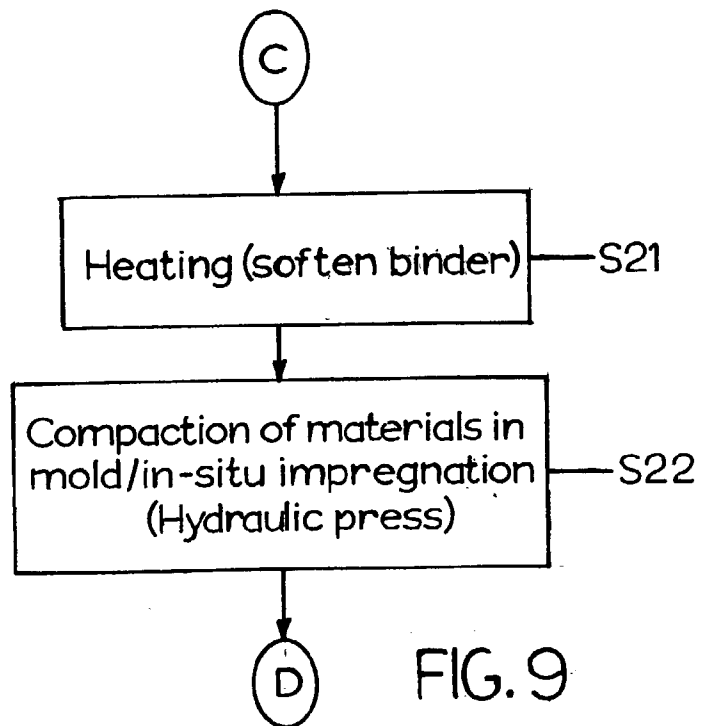 C
Heating (soften binder)
S21
Compaction of materials in
mold/in-situ impregnation
(Hydraulic press)
S22
D
FIG. 9